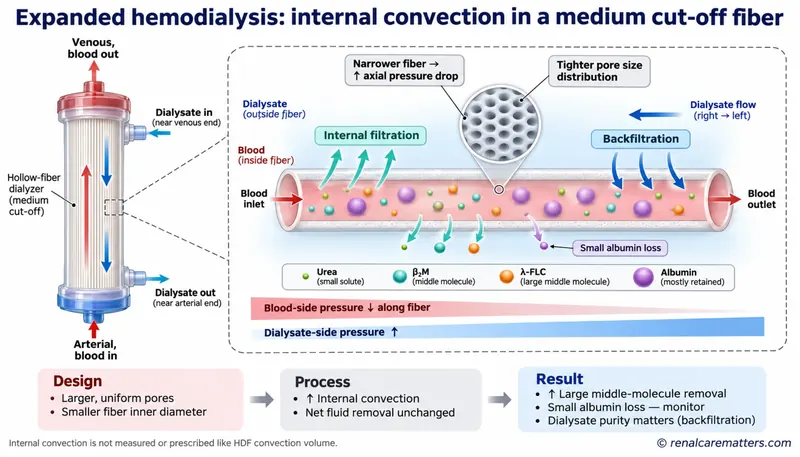 Expanded hemodialysis: internal convection in a medium cut-off fiber
Venous,
blood out
Dialysate in
(near venous end)
Hollow-fiber
dialyzer
(medium
cut-off)
Dialysate out
(near arterial end)
Arterial,
blood in
Narrower fiber →
↑ axial pressure drop
Tighter pore size
distribution
Dialysate
(outside fiber)
Internal filtration
Dialysate flow
(right → left)
Backfiltration
Blood
(inside fiber)
Blood
inlet
Blood
outlet
Small albumin loss
Urea
(small solute)
β₂M
(middle molecule)
λ-FLC
(large middle molecule)
Albumin
(mostly retained)
Blood-side pressure ↓ along fiber
Dialysate-side pressure ↑
Design
• Larger, uniform pores
• Smaller fiber inner diameter
Process
• ↑ Internal convection
• Net fluid removal unchanged
Result
• ↑ Large middle-molecule removal
• Small albumin loss — monitor
• Dialysate purity matters (backfiltration)
Internal convection is not measured or prescribed like HDF convection volume.
© renalcarematters.com